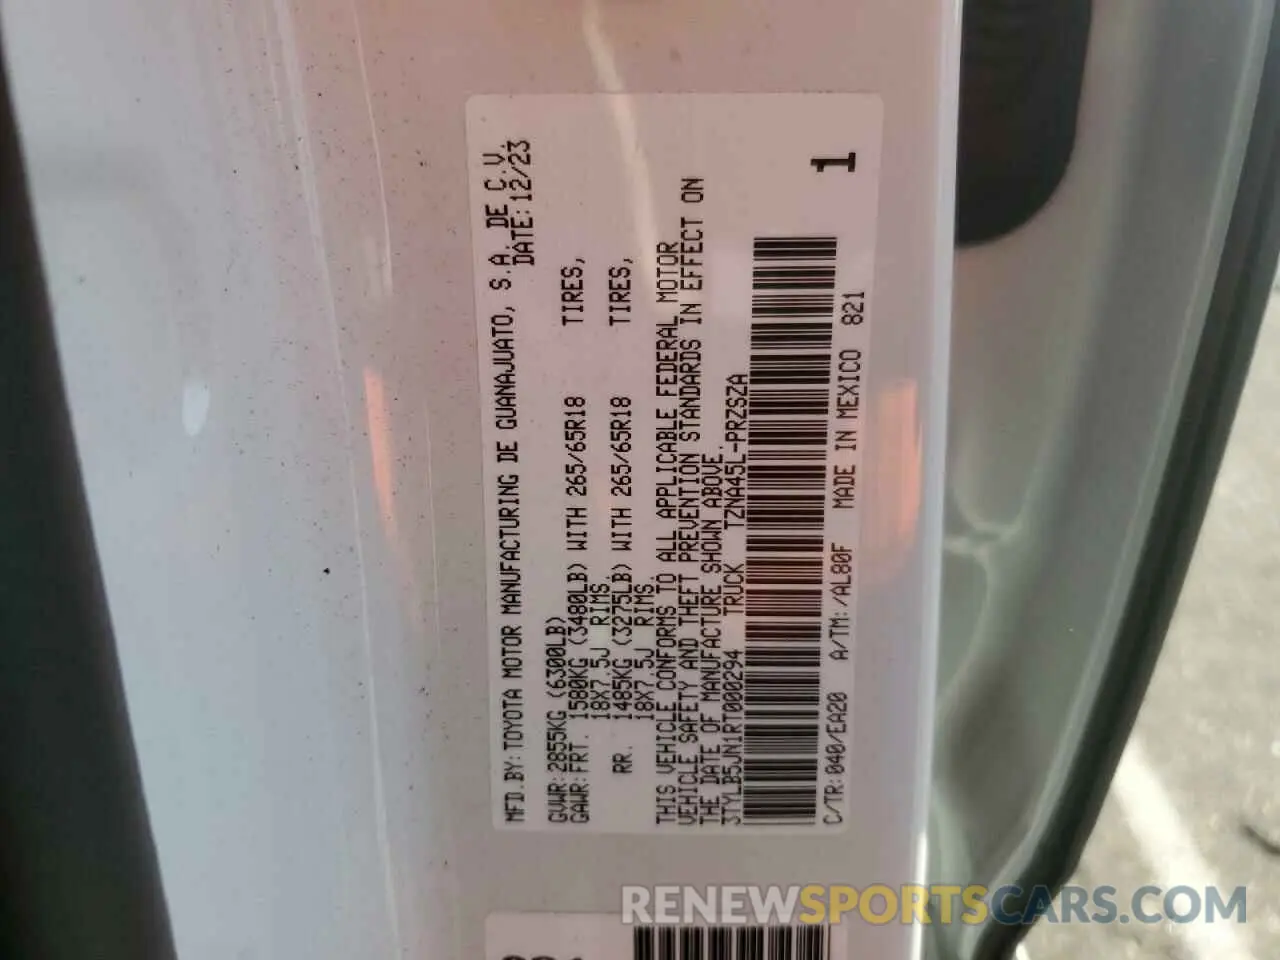 MFD.BY: TOYOTA MOTOR MANUFACTURING DE GUANAJUATO, S.A. DE C.V.
DATE: 12/23
GVWR: 2855KG (6300LB)
GAWR: FRT. 1580KG (3480LB) WITH 265/65R18 TIRES,
18X7.5J RIMS.
RR. 1485KG (3275LB) WITH 265/65R18 TIRES,
18X7.5J RIMS.
THIS VEHICLE CONFORMS TO ALL APPLICABLE FEDERAL MOTOR
VEHICLE SAFETY AND THEFT PREVENTION STANDARDS IN EFFECT ON
THE DATE OF MANUFACTURE SHOWN ABOVE.
3TYLB5JN1RT000294 TRUCK TZNA45L-PRZSZA
1
C/TR: 040/EA20 A/TM: /AL80F MADE IN MEXICO 821
RENEWSPORTSCARS.COM